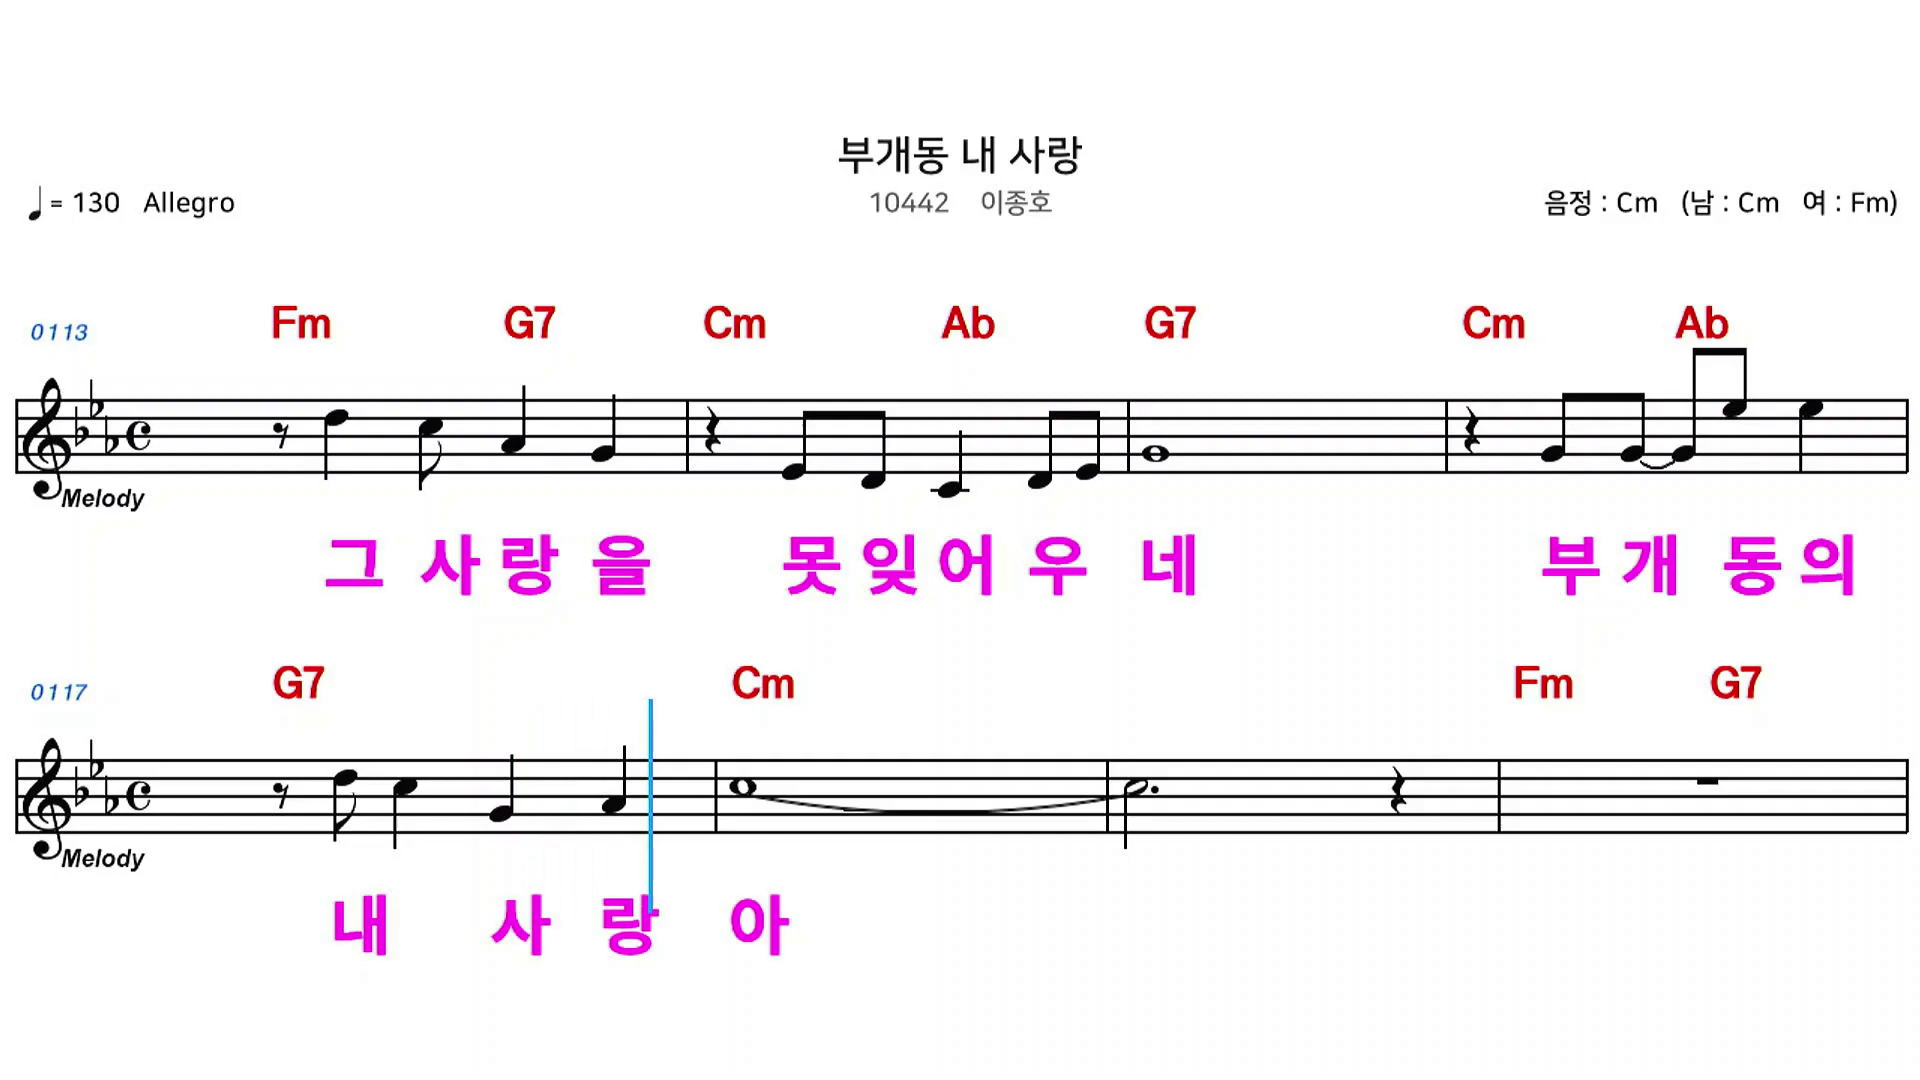 부개동 내 사랑
= 130 Allegro
10442 이종호
음정 : Cm (남 : Cm 여 : Fm)
0113 Fm G7 Cm Ab G7 Cm Ab
Melody
그 사 랑 을 못 잊 어 우 네 부 개 동 의
0117 G7 Cm Fm G7
Melody
내 사 랑 아